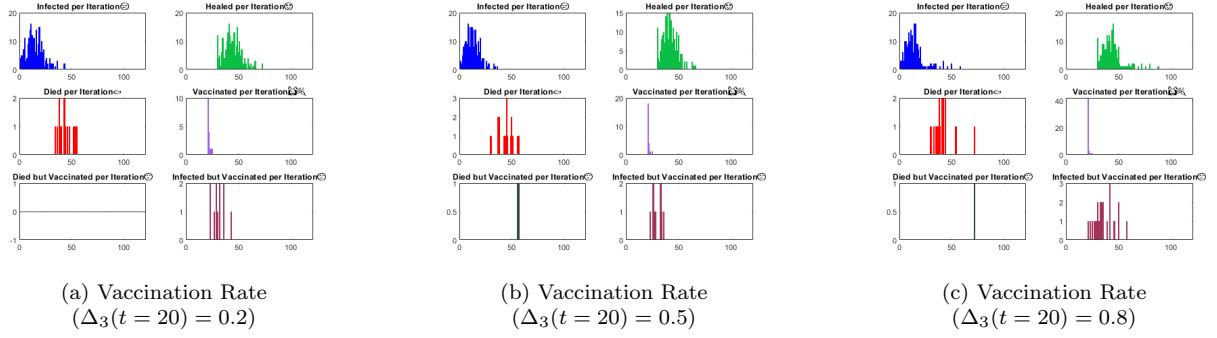 Infected per Iteration😑
20
10
0
0 50 100
Healed per Iteration😊
20
10
0
0 50 100
Died per Iteration
2
1
0
0 50 100
Vaccinated per Iteration
10
5
0
0 50 100
Died but Vaccinated per Iteration
1
0
-1
0 50 100
Infected but Vaccinated per Iteration
2
1
0
0 50 100
(a) Vaccination Rate
(Δ₃(t = 20) = 0.2)
Infected per Iteration😑
20
10
0
0 50 100
Healed per Iteration😊
15
10
5
0
0 50 100
Died per Iteration
3
2
1
0
0 50 100
Vaccinated per Iteration
20
10
0
0 50 100
Died but Vaccinated per Iteration
1
0.5
0
0 50 100
Infected but Vaccinated per Iteration
2
1
0
0 50 100
(b) Vaccination Rate
(Δ₃(t = 20) = 0.5)
Infected per Iteration😑
20
10
0
0 50 100
Healed per Iteration😊
20
10
0
0 50 100
Died per Iteration
2
1
0
0 50 100
Vaccinated per Iteration
40
20
0
0 50 100
Died but Vaccinated per Iteration
1
0.5
0
0 50 100
Infected but Vaccinated per Iteration
3
2
1
0
0 50 100
(c) Vaccination Rate
(Δ₃(t = 20) = 0.8)